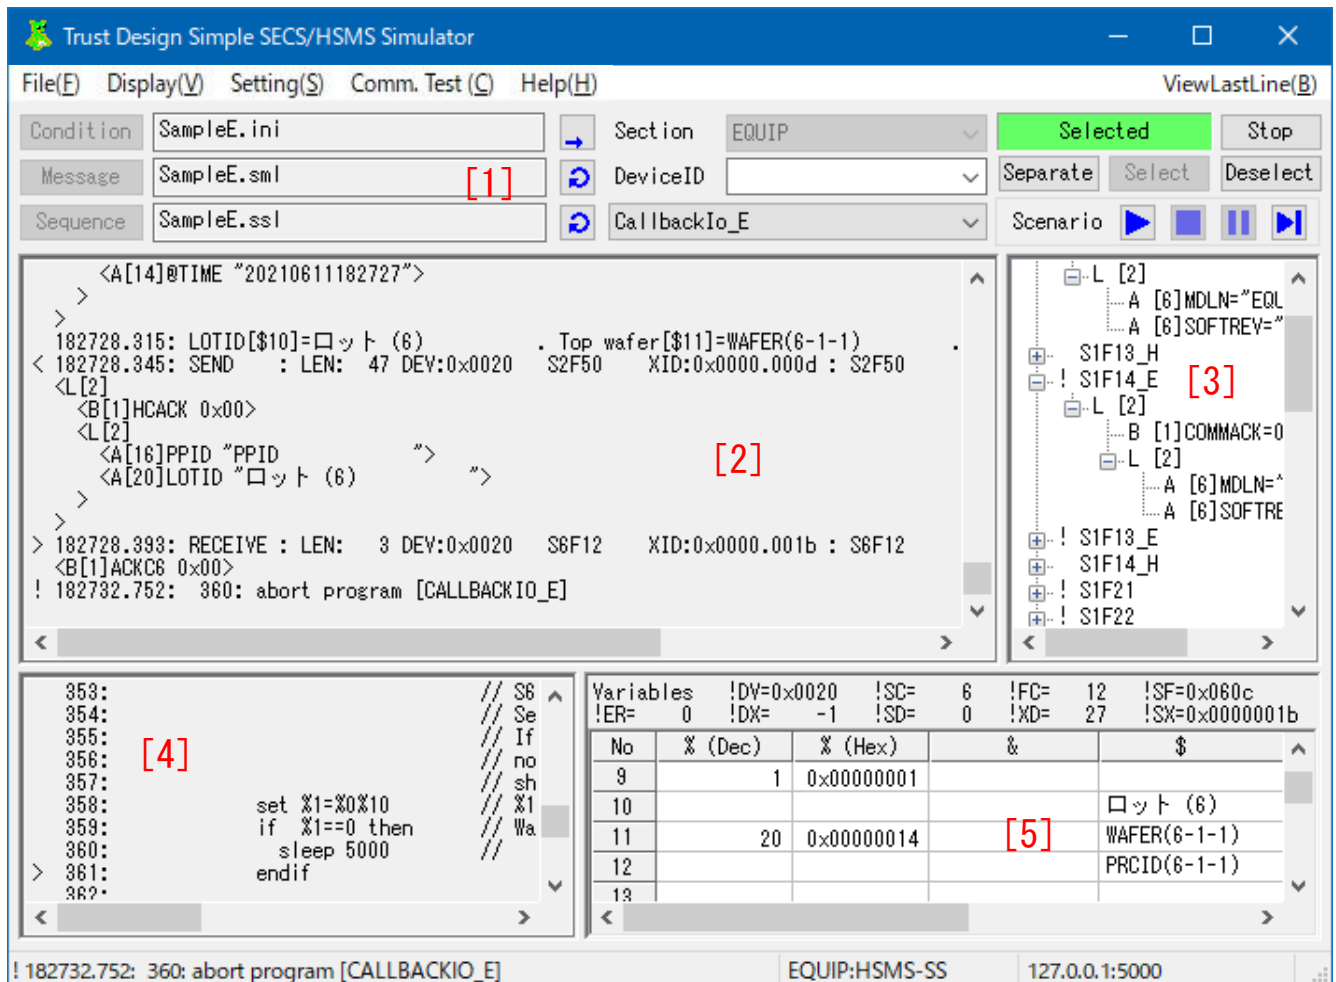 Trust Design Simple SECS/HSMS Simulator
File(F) Display(V) Setting(S) Comm. Test (C) Help(H) ViewLastLine(B)
Condition SampleE.ini → Section EQUIP Selected Stop
Message SampleE.sml [1] DeviceID Separate Select Deselect
Sequence SampleE.ssl CallbackIo_E Scenario
<A[14]@TIME "20210611182727">
>
>
182728.315: LOTID[$10]=ロット (6) . Top wafer[$11]=WAFER(6-1-1) .
< 182728.345: SEND : LEN: 47 DEV:0x0020 S2F50 XID:0x0000.000d : S2F50
<L[2]
<B[1]HCACK 0x00>
<L[2]
<A[16]PPID "PPID ">
<A[20]LOTID "ロット (6) ">
>
>
> 182728.393: RECEIVE : LEN: 3 DEV:0x0020 S6F12 XID:0x0000.001b : S6F12
<B[1]ACKC6 0x00>
! 182732.752: 360: abort program [CALLBACKIO_E]
[2]
L [2]
A [6]MDLN="EQU
A [6]SOFTREV="
S1F13_H
! S1F14_E
[3]
L [2]
B [1]COMMACK=0
L [2]
A [6]MDLN="
A [6]SOFTRE
! S1F13_E
S1F14_H
! S1F21
! S1F22
353: // S6
354: // Se
355: // If
356: // no
357: // sh
358: set %1=%0%10 // %1
359: if %1==0 then // Wa
360: sleep 5000 //
> 361: endif
362:
[4]
Variables !DV=0x0020 !SC= 6 !FC= 12 !SF=0x060c
!ER= 0 !DX= -1 !SD= 0 !XD= 27 !SX=0x0000001b
No % (Dec) % (Hex) & $
9 1 0x00000001
10 ロット (6)
11 20 0x00000014 WAFER(6-1-1)
12 PRCID(6-1-1)
13
[5]
! 182732.752: 360: abort program [CALLBACKIO_E] EQUIP:HSMS-SS 127.0.0.1:5000